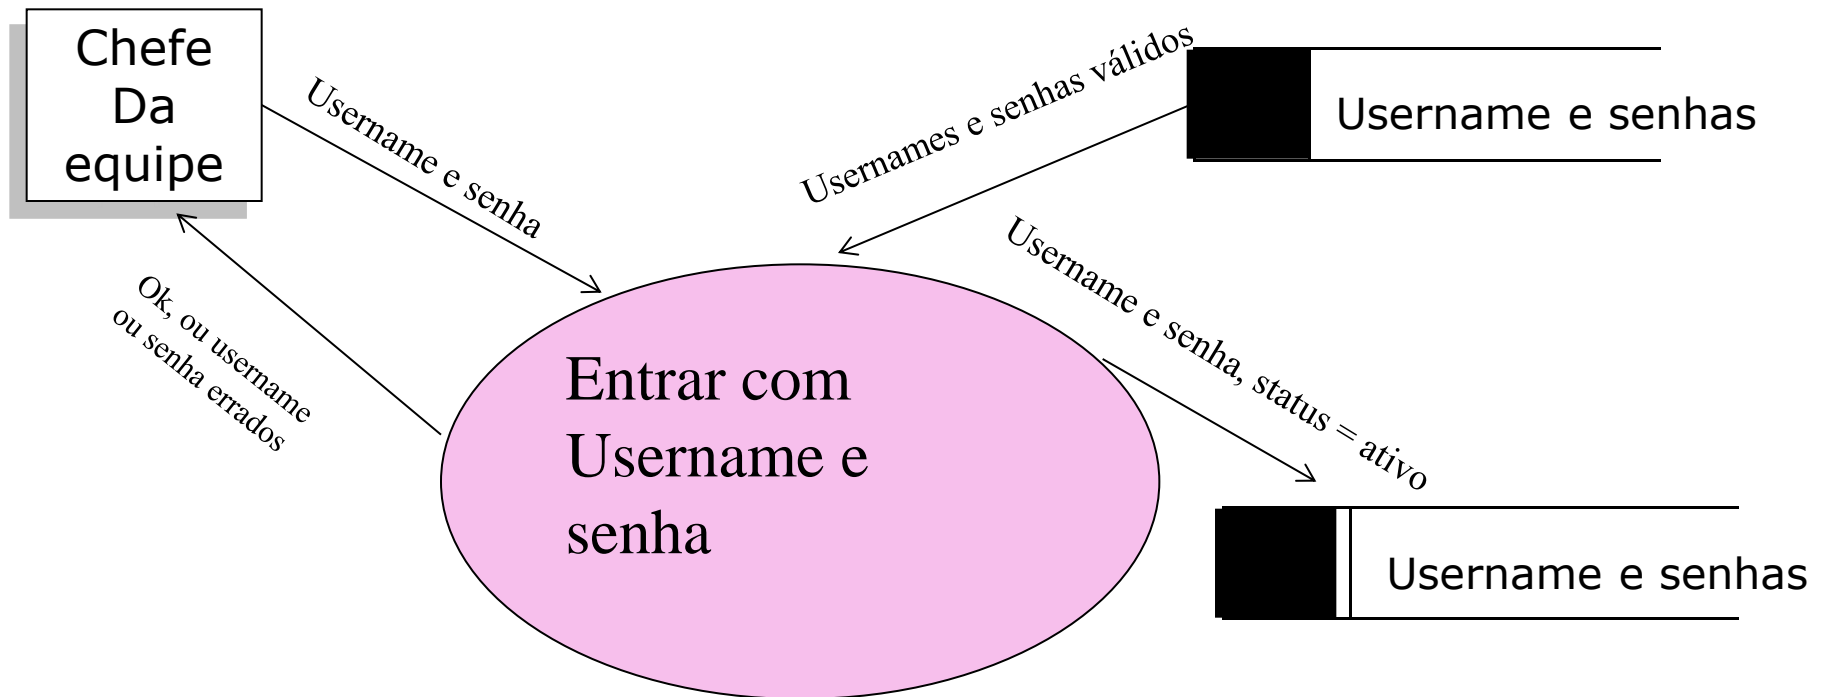 Chefe
Da
equipe
Username e senha
Usernames e senhas válidos
Username e senhas
Ok, ou username
ou senha errados
Username e senha, status = ativo
Entrar com
Username e
senha
Username e senhas